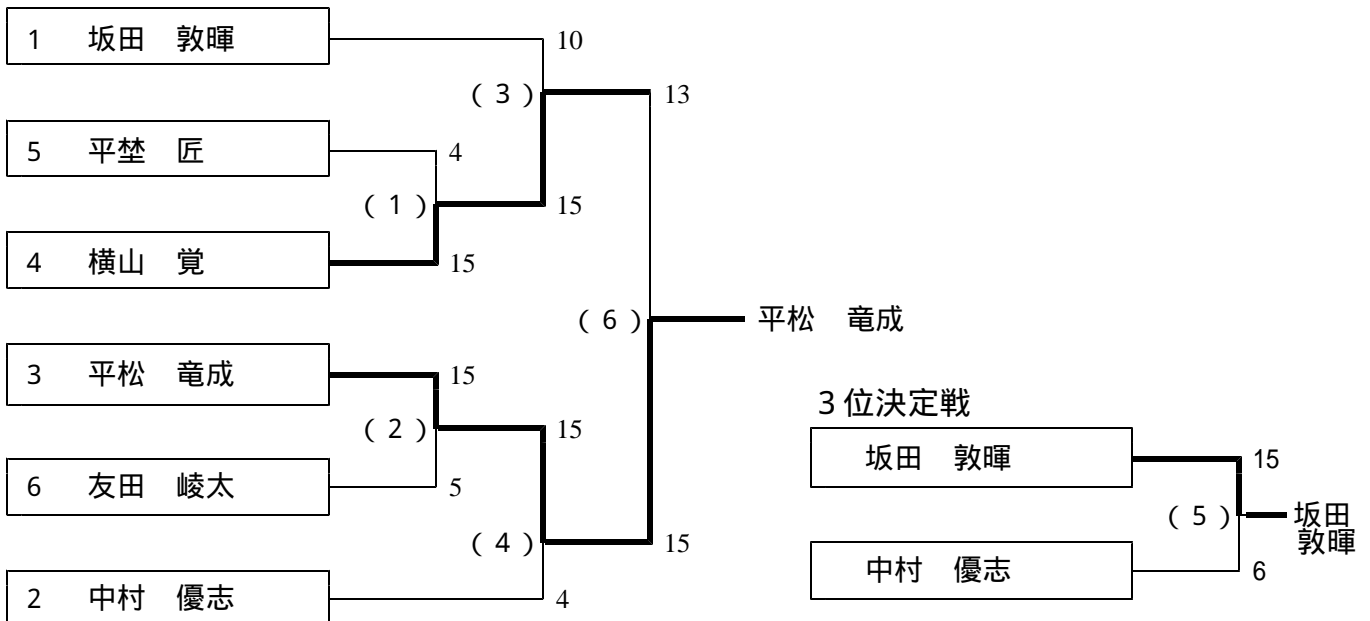 1 坂田 敦暉
10
( 3 )
13
5 平埜 匠
4
( 1 )
15
4 横山 覚
15
( 6 )
平松 竜成
3 平松 竜成
15
( 2 )
15
6 友田 崚太
5
( 4 )
15
2 中村 優志
4
3位決定戦
坂田 敦暉
15
( 5 )
坂田
敦暉
中村 優志
6